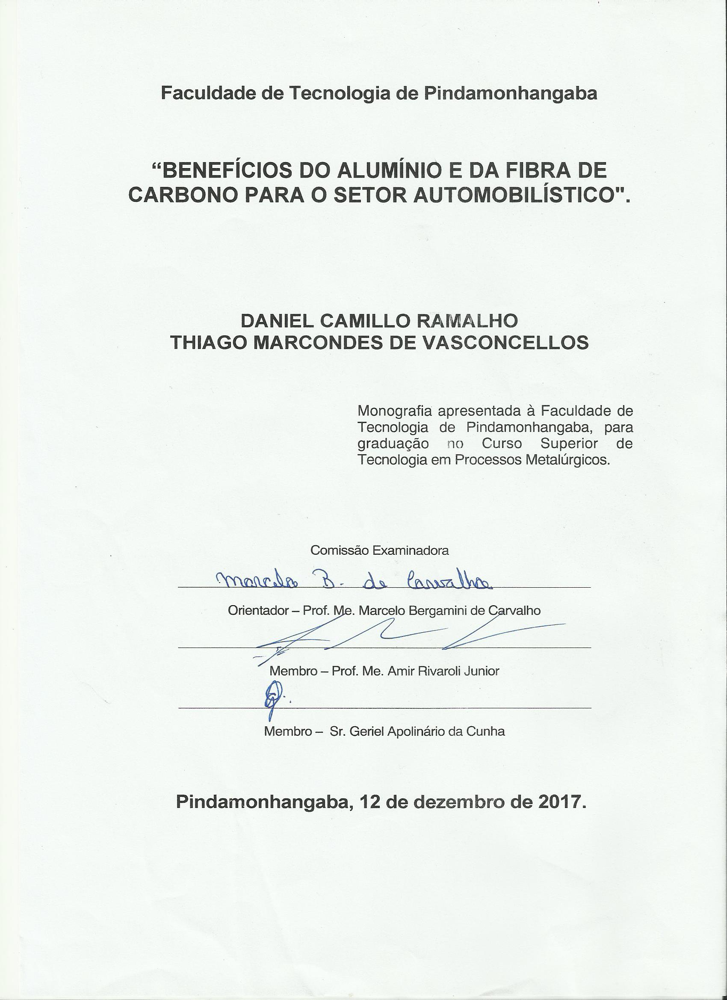 Faculdade de Tecnologia de Pindamonhangaba
“BENEFÍCIOS DO ALUMÍNIO E DA FIBRA DE
CARBONO PARA O SETOR AUTOMOBILÍSTICO".
DANIEL CAMILLO RAMALHO
THIAGO MARCONDES DE VASCONCELLOS
Monografia apresentada à Faculdade de
Tecnologia de Pindamonhangaba, para
graduação no Curso Superior de
Tecnologia em Processos Metalúrgicos.
Comissão Examinadora
Marcelo B. de Carvalho
Orientador – Prof. Me. Marcelo Bergamini de Carvalho
Membro – Prof. Me. Amir Rivaroli Junior
Membro – Sr. Geriel Apolinário da Cunha
Pindamonhangaba, 12 de dezembro de 2017.